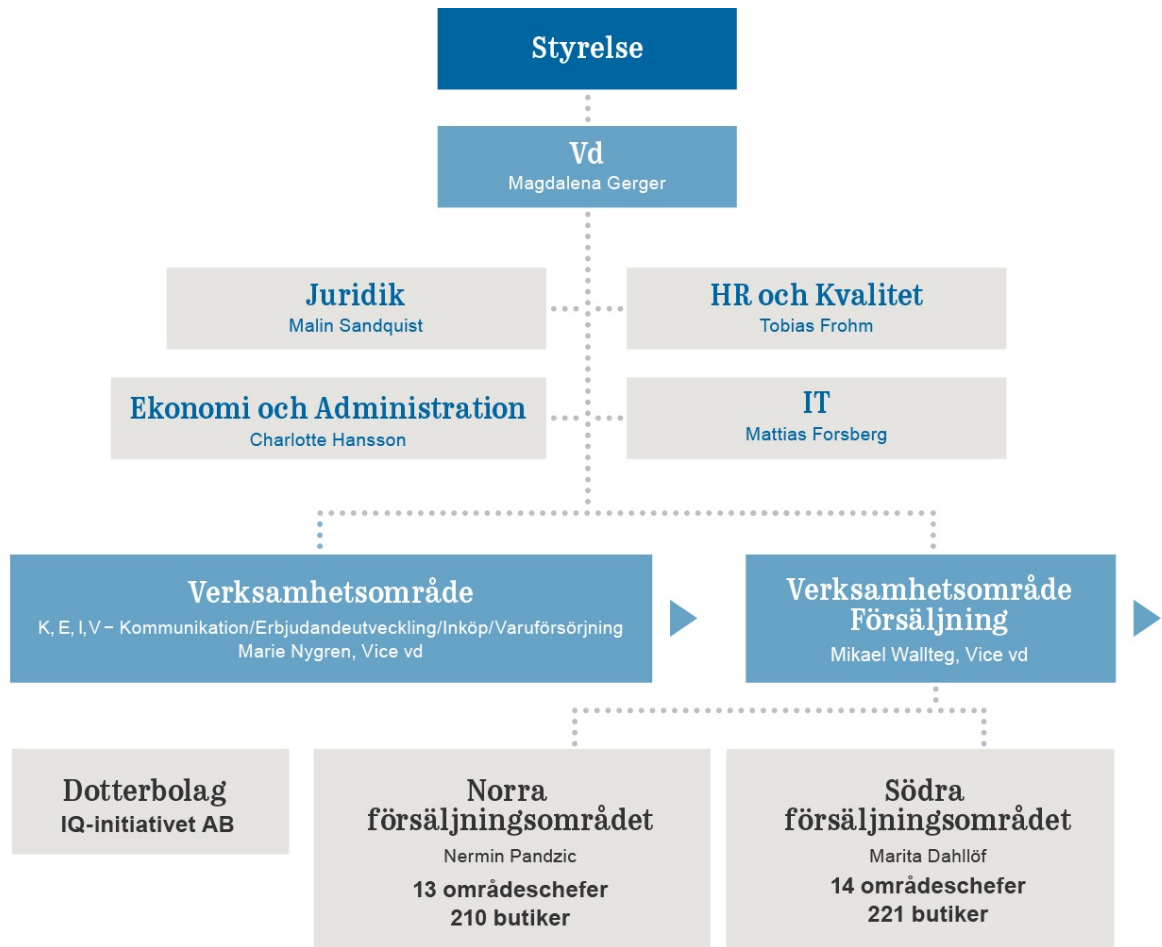 Styrelse
Vd
Magdalena Gerger
Juridik
Malin Sandquist
HR och Kvalitet
Tobias Frohm
Ekonomi och Administration
Charlotte Hansson
IT
Mattias Forsberg
Verksamhetsområde
K, E, I,V – Kommunikation/Erbjudandeutveckling/Inköp/Varuförsörjning
Marie Nygren, Vice vd
Verksamhetsområde
Försäljning
Mikael Wallteg, Vice vd
Dotterbolag
IQ-initiativet AB
Norra
försäljningsområdet
Nermin Pandzic
13 områdeschefer
210 butiker
Södra
försäljningsområdet
Marita Dahllöf
14 områdeschefer
221 butiker